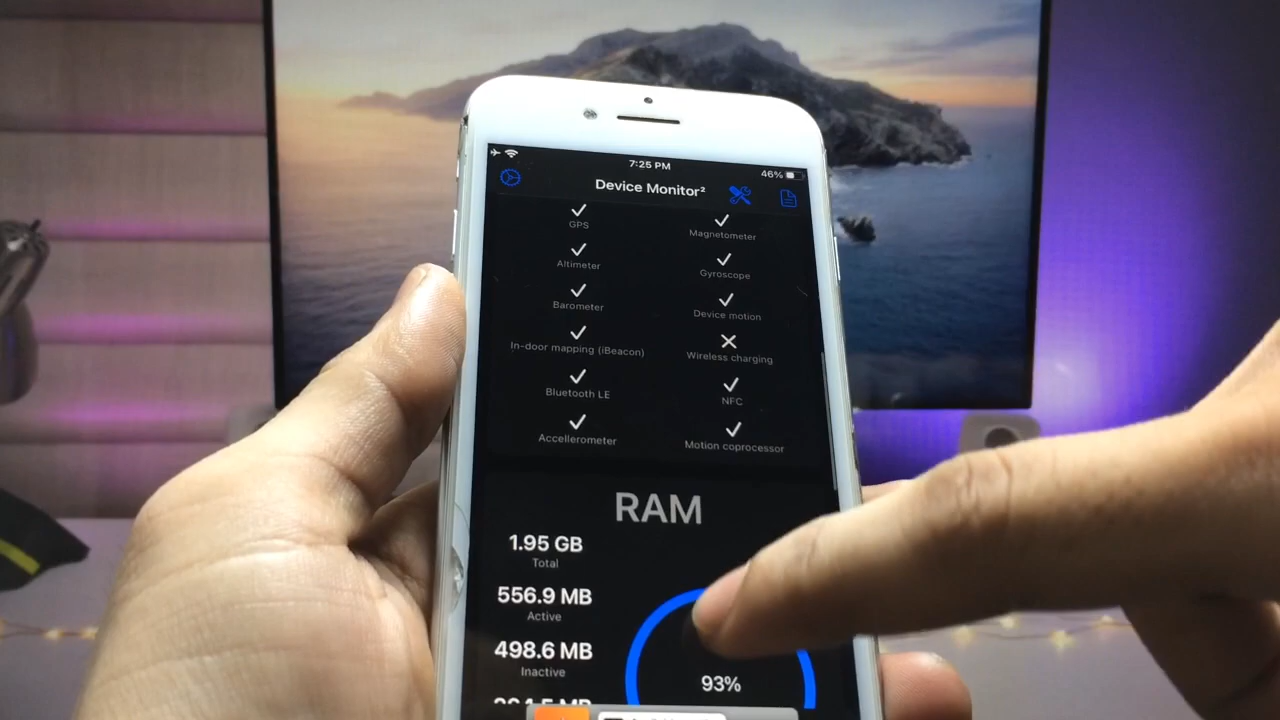 7:25 PM
46%
Device Monitor²
GPS
Magnetometer
Altimeter
Gyroscope
Barometer
Device motion
In-door mapping (iBeacon)
Wireless charging
Bluetooth LE
NFC
Accellerometer
Motion coprocessor
RAM
1.95 GB
Total
556.9 MB
Active
498.6 MB
Inactive
93%